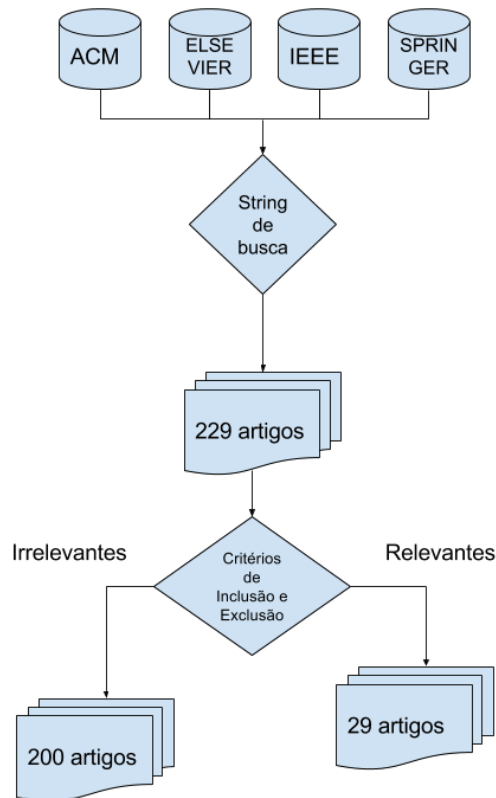 ACM
ELSE
VIER
IEEE
SPRIN
GER
String
de
busca
229 artigos
Irrelevantes
Relevantes
Critérios
de
Inclusão e
Exclusão
200 artigos
29 artigos